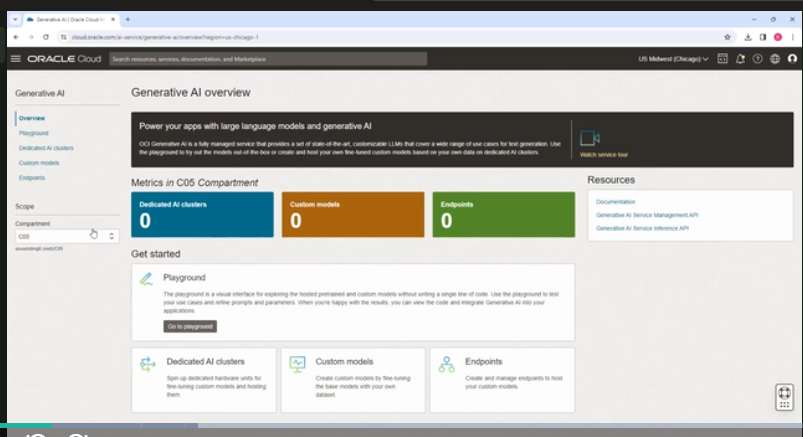 Generative AI | Oracle Cloud In
cloud.oracle.com/ai-service/generative-ai/overview?region=us-chicago-1
ORACLE Cloud
Search resources, services, documentation, and Marketplace
US Midwest (Chicago)
Generative AI
Overview
Playground
Dedicated AI clusters
Custom models
Endpoints
Scope
Compartment
C05
Generative AI overview
Power your apps with large language models and generative AI
OCI Generative AI is a fully managed service that provides a set of state-of-the-art, customizable LLMs that cover a wide range of use cases for text generation. Use
the playground to try out the models out-of-the-box or create and host your own fine-tuned custom models based on your own data on dedicated AI clusters.
Watch service tour
Metrics in C05 Compartment
Dedicated AI clusters
0
Custom models
0
Endpoints
0
Resources
Documentation
Generative AI Service Management API
Generative AI Service Inference API
Get started
Playground
The playground is a visual interface for exploring the hosted pretrained and custom models without writing a single line of code. Use the playground to test
your use cases and refine prompts and parameters. When you're happy with the results, you can view the code and integrate Generative AI into your
applications.
Go to playground
Dedicated AI clusters
Spin up dedicated hardware units for
fine-tuning custom models and hosting
them.
Custom models
Create custom models by fine-tuning
the base models with your own
dataset.
Endpoints
Create and manage endpoints to host
your custom models.